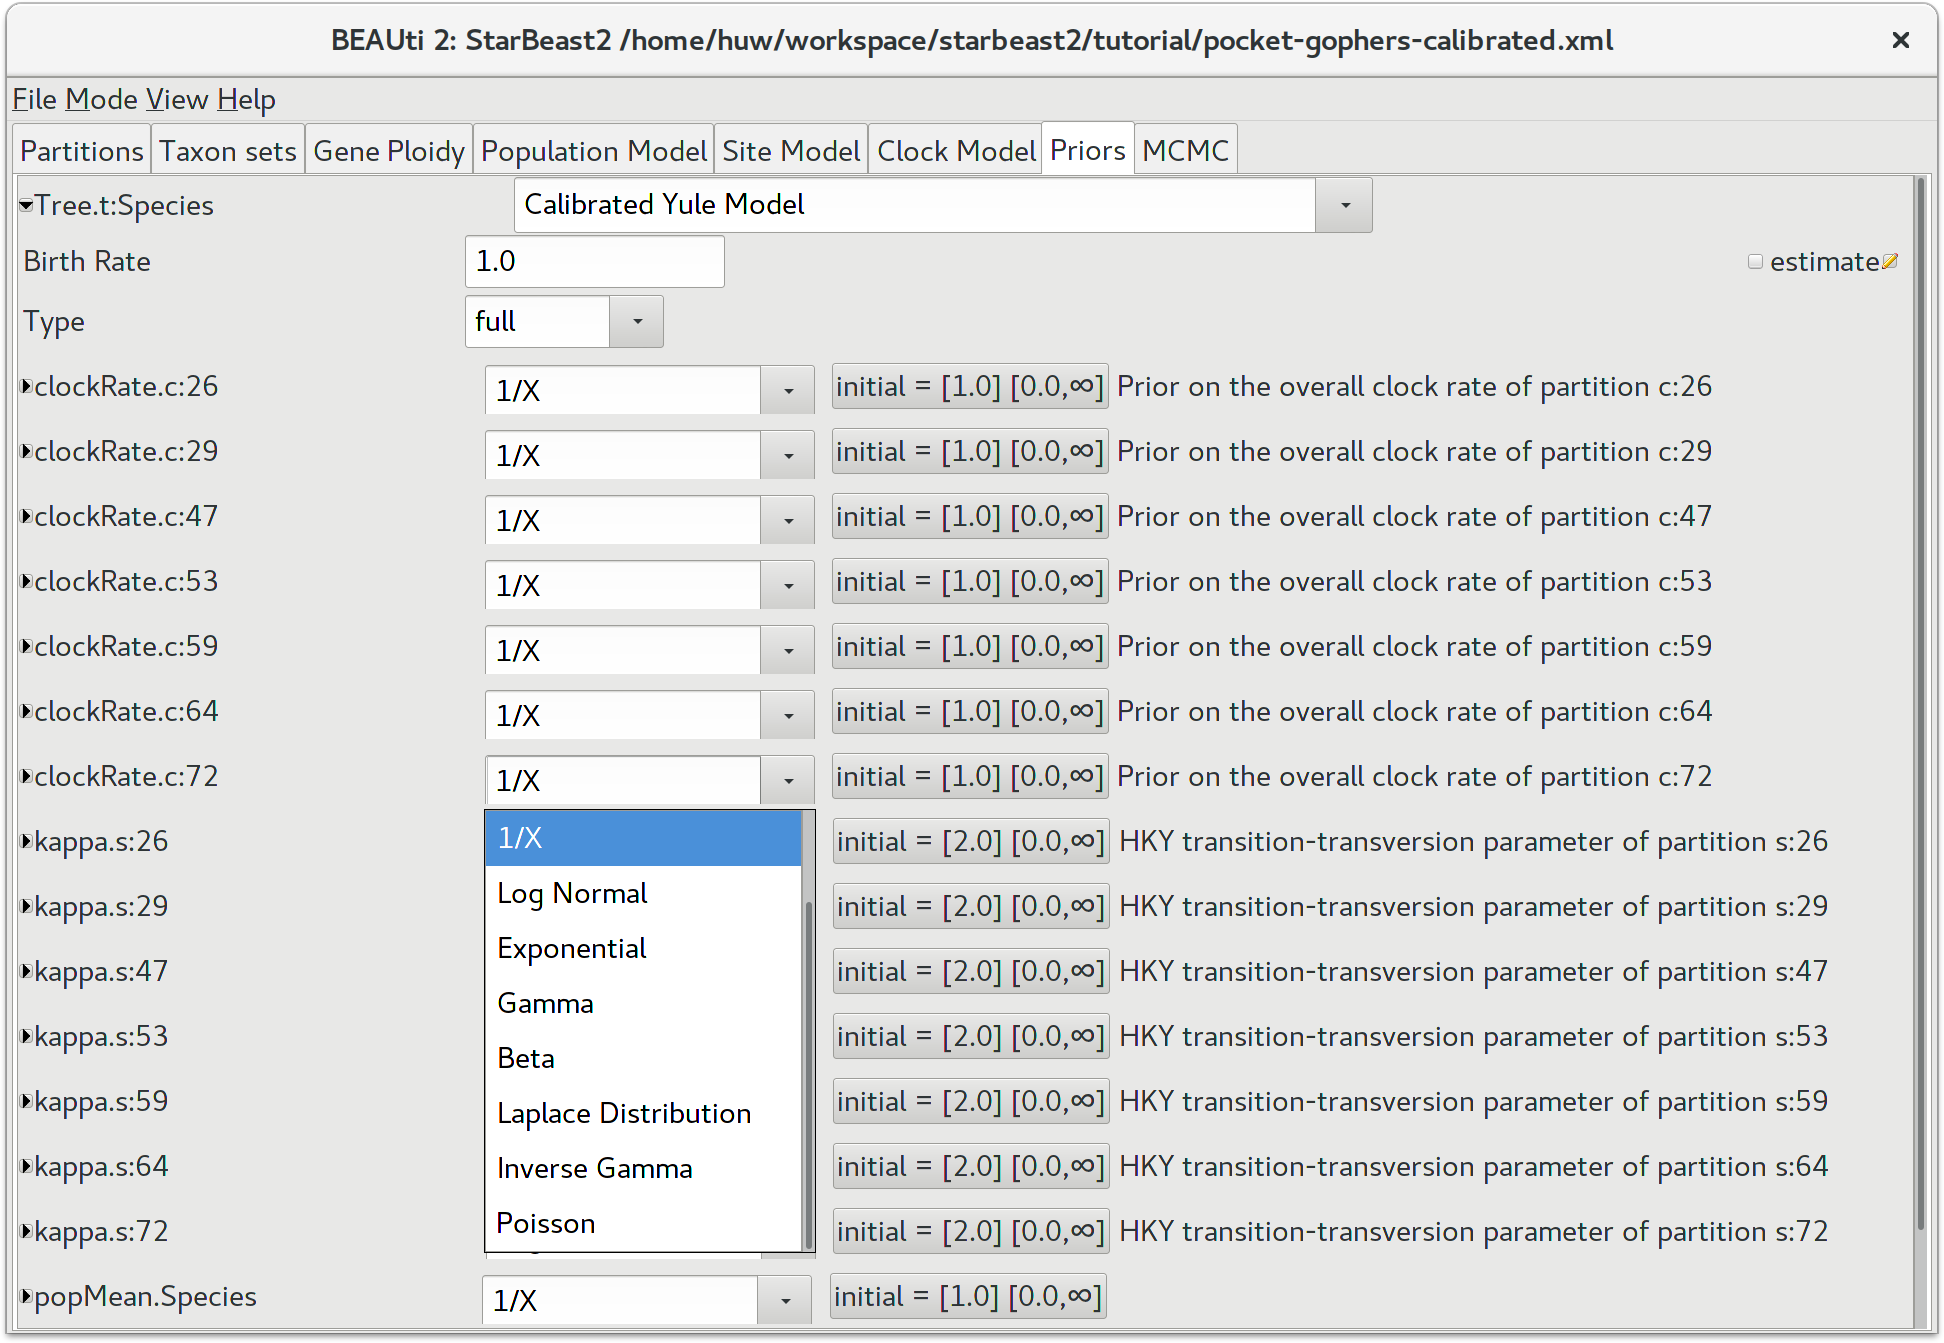 BEAUti 2: StarBeast2 /home/huw/workspace/starbeast2/tutorial/pocket-gophers-calibrated.xml
File Mode View Help
Partitions Taxon sets Gene Ploidy Population Model Site Model Clock Model Priors MCMC
Tree.t:Species Calibrated Yule Model
Birth Rate 1.0 estimate
Type full
clockRate.c:26 1/X initial = [1.0] [0.0,∞] Prior on the overall clock rate of partition c:26
clockRate.c:29 1/X initial = [1.0] [0.0,∞] Prior on the overall clock rate of partition c:29
clockRate.c:47 1/X initial = [1.0] [0.0,∞] Prior on the overall clock rate of partition c:47
clockRate.c:53 1/X initial = [1.0] [0.0,∞] Prior on the overall clock rate of partition c:53
clockRate.c:59 1/X initial = [1.0] [0.0,∞] Prior on the overall clock rate of partition c:59
clockRate.c:64 1/X initial = [1.0] [0.0,∞] Prior on the overall clock rate of partition c:64
clockRate.c:72 1/X initial = [1.0] [0.0,∞] Prior on the overall clock rate of partition c:72
kappa.s:26 1/X initial = [2.0] [0.0,∞] HKY transition-transversion parameter of partition s:26
kappa.s:29 Log Normal initial = [2.0] [0.0,∞] HKY transition-transversion parameter of partition s:29
Exponential
kappa.s:47 initial = [2.0] [0.0,∞] HKY transition-transversion parameter of partition s:47
Gamma
kappa.s:53 initial = [2.0] [0.0,∞] HKY transition-transversion parameter of partition s:53
Beta
kappa.s:59 Laplace Distribution initial = [2.0] [0.0,∞] HKY transition-transversion parameter of partition s:59
kappa.s:64 Inverse Gamma initial = [2.0] [0.0,∞] HKY transition-transversion parameter of partition s:64
kappa.s:72 Poisson initial = [2.0] [0.0,∞] HKY transition-transversion parameter of partition s:72
popMean.Species 1/X initial = [1.0] [0.0,∞]